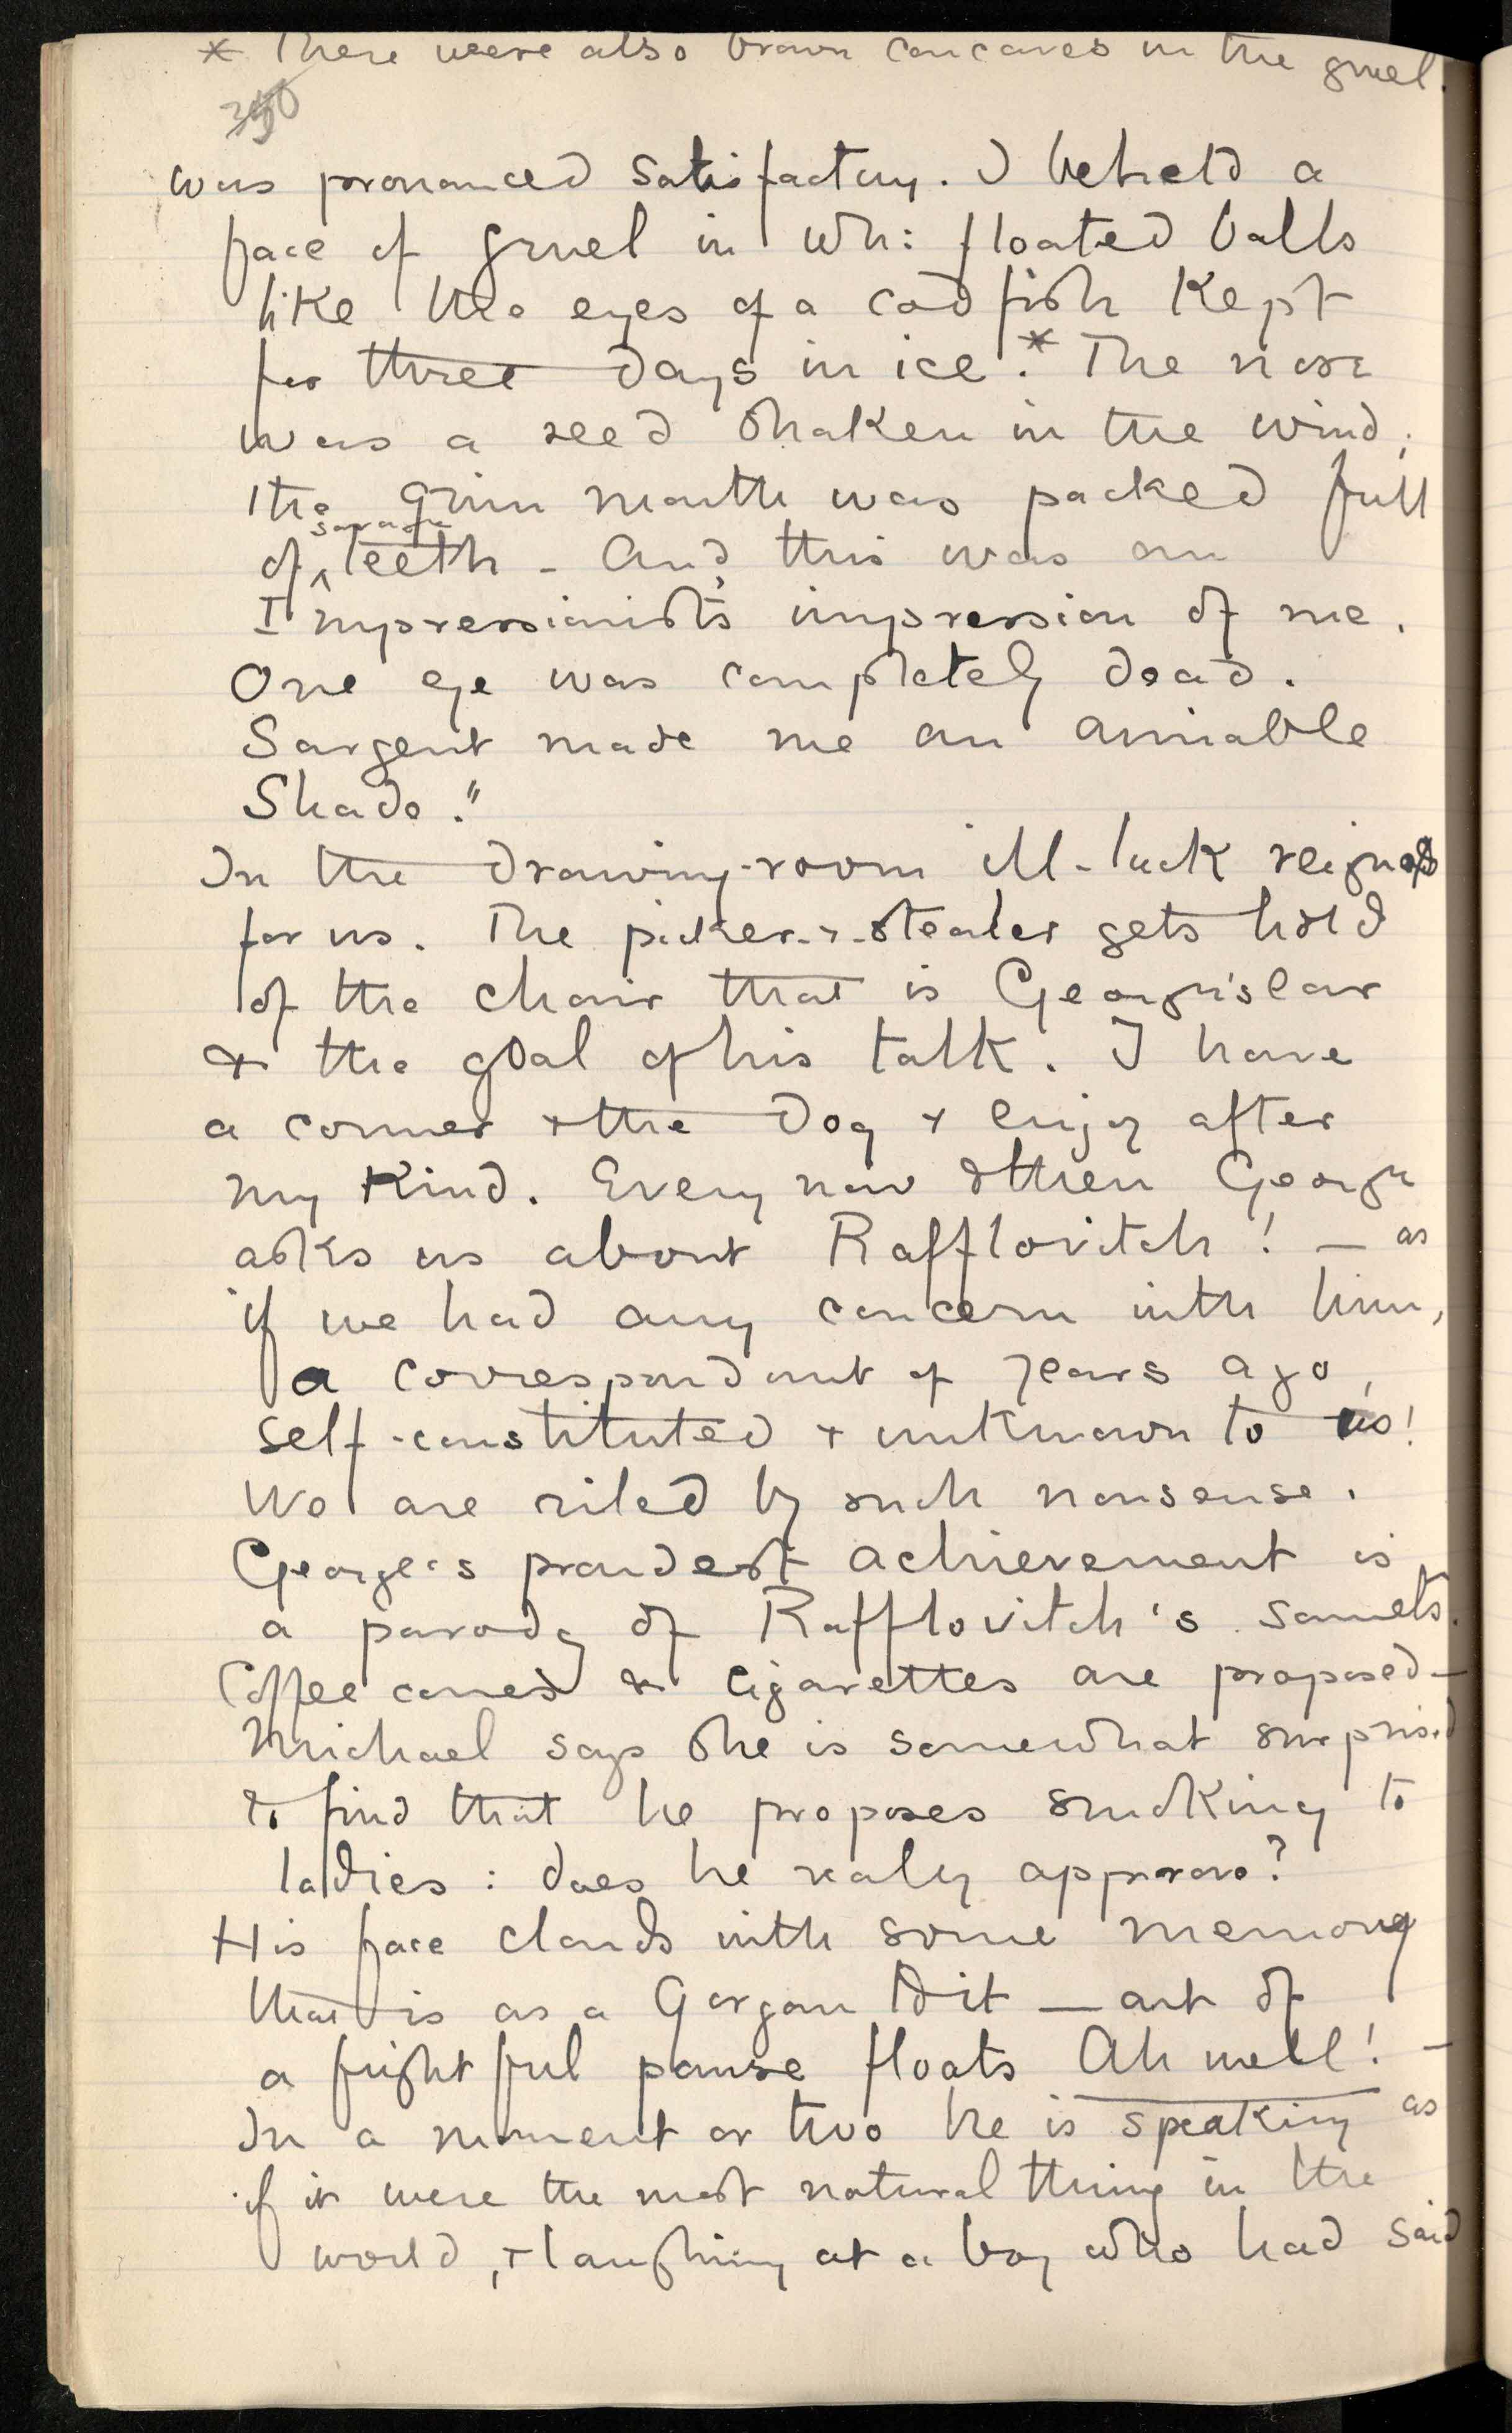 * There were also brown concaves in the gruel.
350
was pronounced satisfactory. I beheld a
face of gruel in wh: floated balls
like the eyes of a cod fish kept
for three days in ice.* The nose
was a reed shaken in the wind;
the grim mouth was packed full
savage
of ^ teeth - And this was an
Impressionist's impression of me.
One eye was completely dead.
Sargent made me an amiable
Shade."
In the drawing-room ill-luck reigns
for us. The picker-&-stealer gets hold
of the chair that is George's ear
& the goal of his talk. I have
a corner & the dog & enjoy after
my kind. Every now & then George
asks us about Rafflovitch! — as
if we had any concern with him,
a correspondent of years ago,
self-constituted & unknown to us!
We are riled by such nonsense.
George's proudest achievement is
a parody of Rafflovitch's sonnets.
Coffee comes & cigarettes are proposed —
Michael says she is somewhat surprised
to find that he proposes smoking to
ladies: does he really approve?
His face clouds with some memory
that is as a Gorgon to it — out of
a frightful pause floats Ah well! —
In a moment or two he is speaking as
if it were the most natural thing in the
world, & laughing at a boy who had said